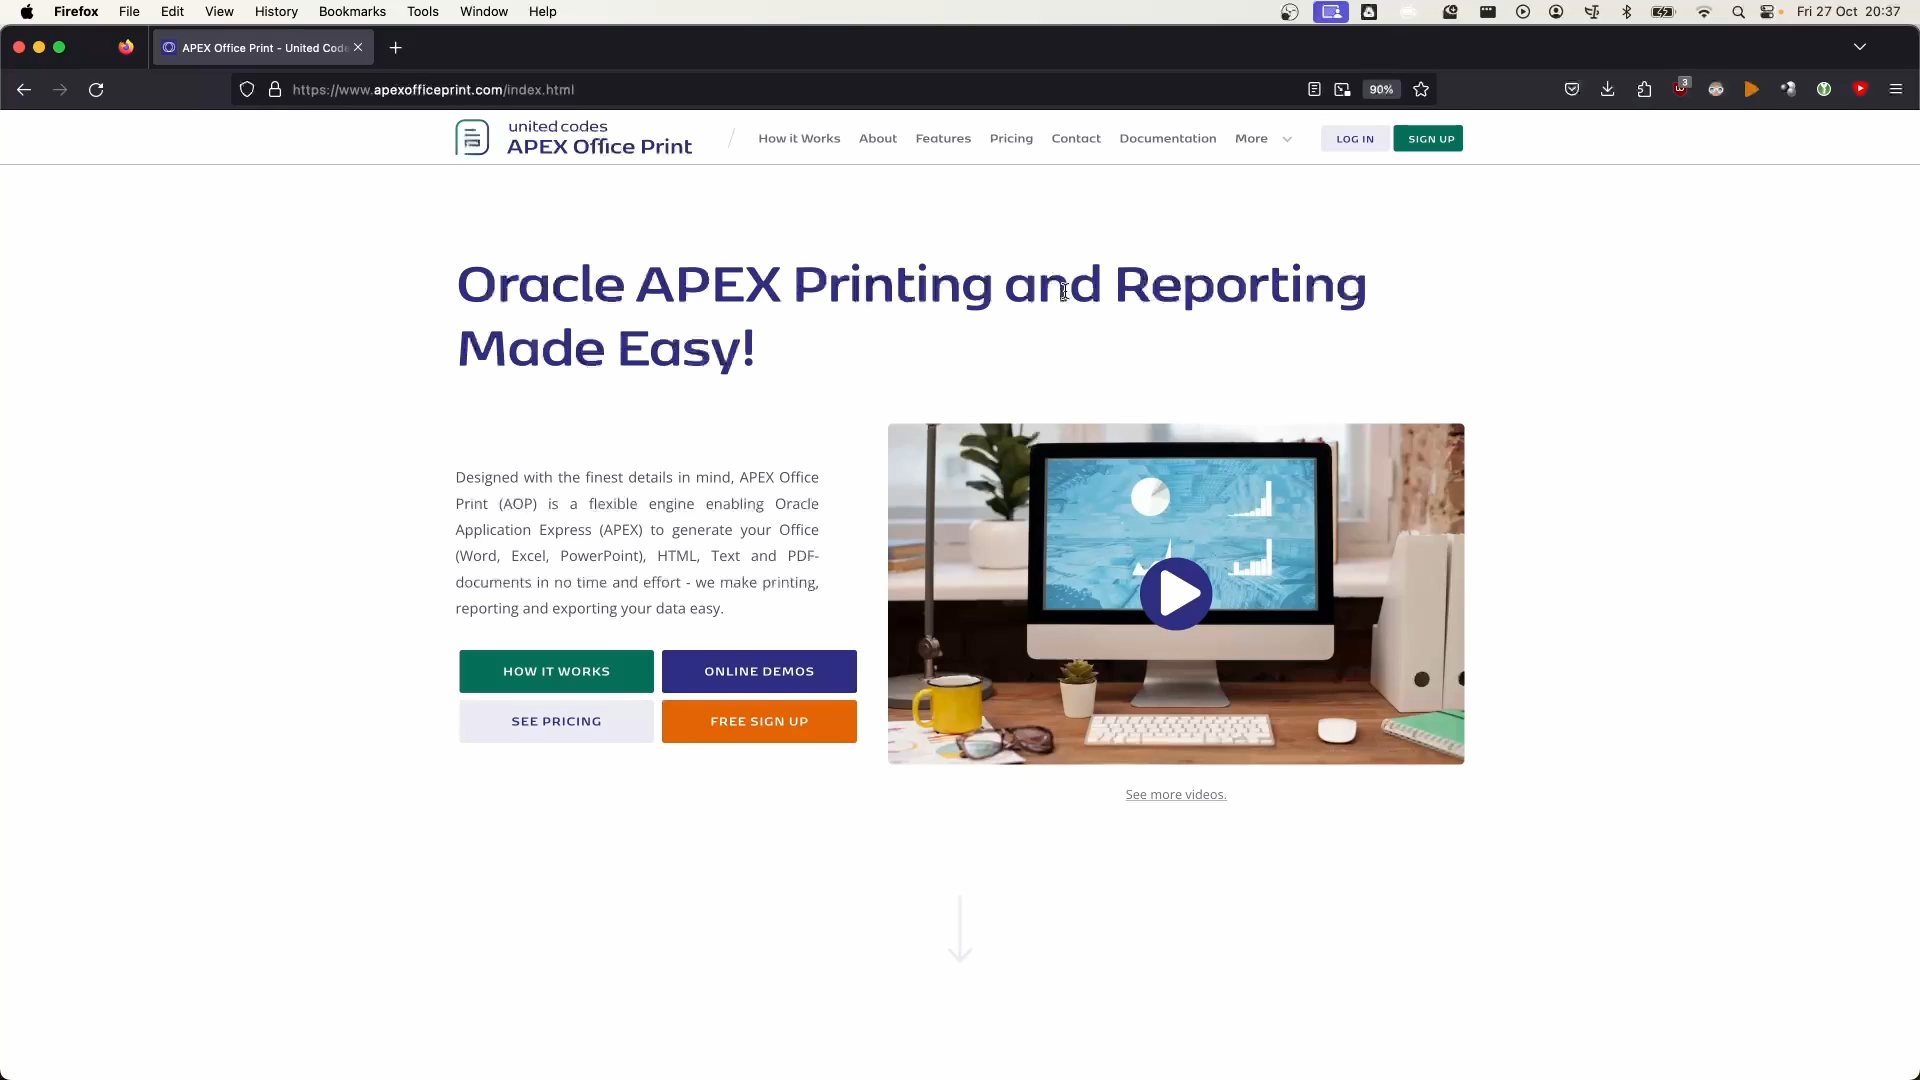 Firefox File Edit View History Bookmarks Tools Window Help Fri 27 Oct 20:37
APEX Office Print - United Code
https://www.apexofficeprint.com/index.html 90% 3
united codes
APEX Office Print
How it Works About Features Pricing Contact Documentation More LOG IN SIGN UP
Oracle APEX Printing and Reporting
Made Easy!
Designed with the finest details in mind, APEX Office
Print (AOP) is a flexible engine enabling Oracle
Application Express (APEX) to generate your Office
(Word, Excel, PowerPoint), HTML, Text and PDF-
documents in no time and effort - we make printing,
reporting and exporting your data easy.
HOW IT WORKS ONLINE DEMOS
SEE PRICING FREE SIGN UP
See more videos.